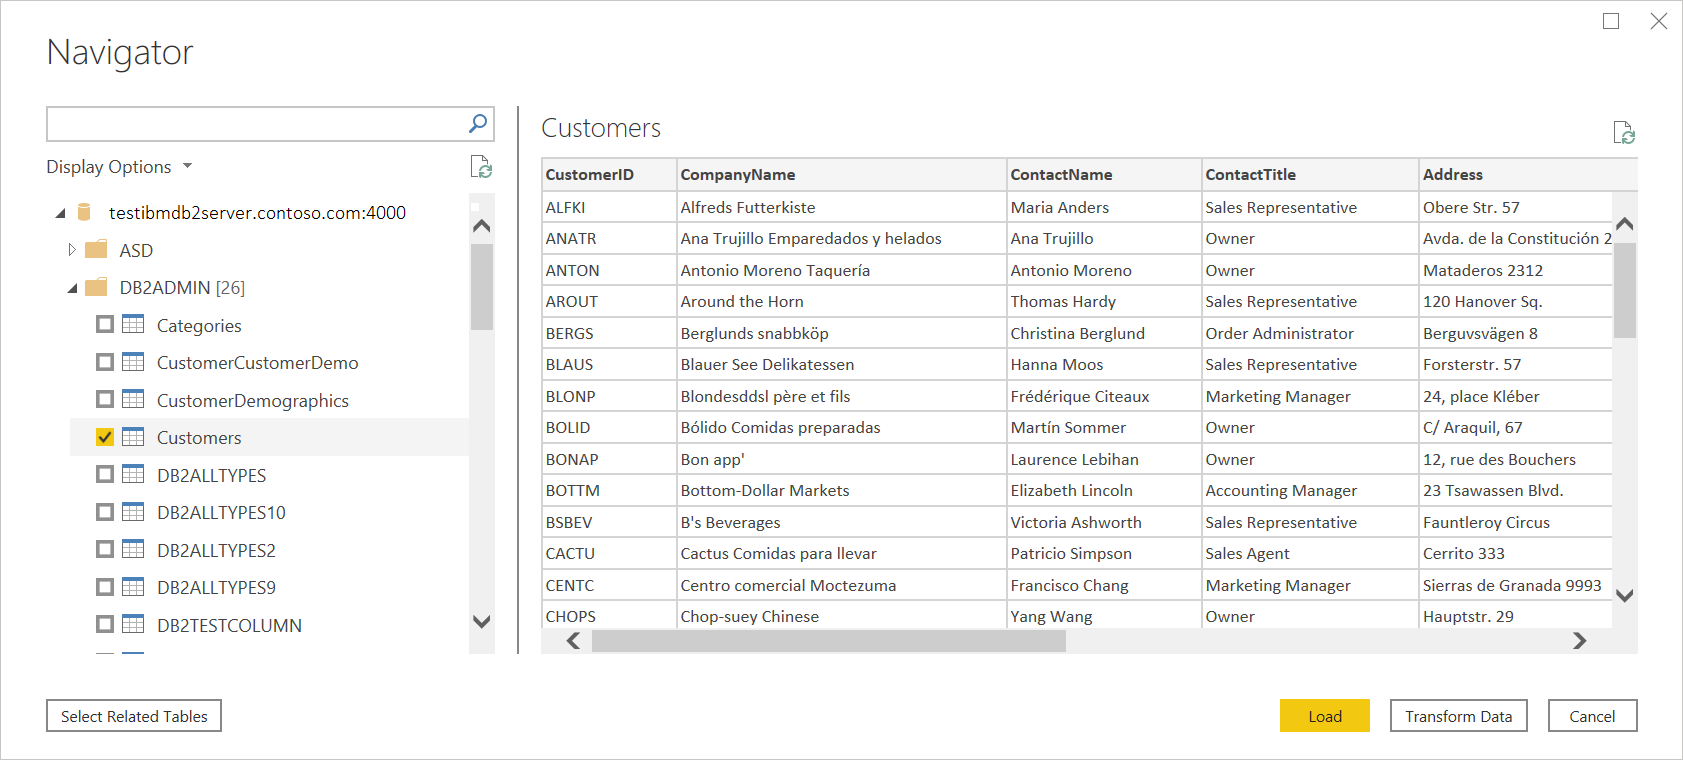 Navigator
Display Options
testibmdb2server.contoso.com:4000
ASD
DB2ADMIN [26]
Categories
CustomerCustomerDemo
CustomerDemographics
Customers
DB2ALLTYPES
DB2ALLTYPES10
DB2ALLTYPES2
DB2ALLTYPES9
DB2TESTCOLUMN
Customers
CustomerID CompanyName ContactName ContactTitle Address
ALFKI Alfreds Futterkiste Maria Anders Sales Representative Obere Str. 57
ANATR Ana Trujillo Emparedados y helados Ana Trujillo Owner Avda. de la Constitución 2
ANTON Antonio Moreno Taquería Antonio Moreno Owner Mataderos 2312
AROUT Around the Horn Thomas Hardy Sales Representative 120 Hanover Sq.
BERGS Berglunds snabbköp Christina Berglund Order Administrator Berguvsvägen 8
BLAUS Blauer See Delikatessen Hanna Moos Sales Representative Forsterstr. 57
BLONP Blondesddsl père et fils Frédérique Citeaux Marketing Manager 24, place Kléber
BOLID Bólido Comidas preparadas Martín Sommer Owner C/ Araquil, 67
BONAP Bon app' Laurence Lebihan Owner 12, rue des Bouchers
BOTTM Bottom-Dollar Markets Elizabeth Lincoln Accounting Manager 23 Tsawassen Blvd.
BSBEV B's Beverages Victoria Ashworth Sales Representative Fauntleroy Circus
CACTU Cactus Comidas para llevar Patricio Simpson Sales Agent Cerrito 333
CENTC Centro comercial Moctezuma Francisco Chang Marketing Manager Sierras de Granada 9993
CHOPS Chop-suey Chinese Yang Wang Owner Hauptstr. 29
Select Related Tables
Load
Transform Data
Cancel